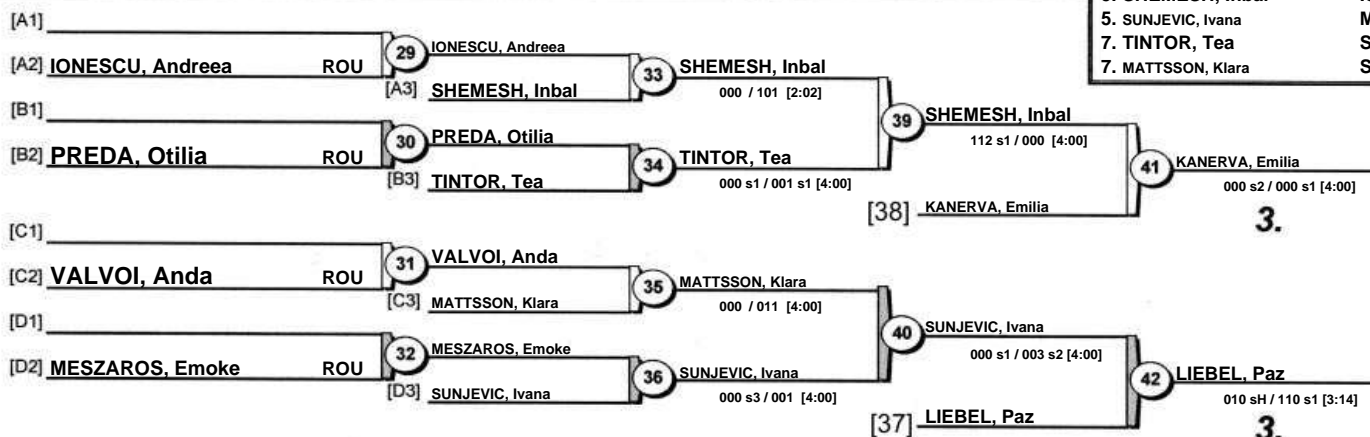 5. SUNJEVIC, Ivana
7. TINTOR, Tea
7. MATTSSON, Klara
[A1]
[A2] IONESCU, Andreea ROU
29
IONESCU, Andreea
[A3] SHEMESH, Inbal
33
SHEMESH, Inbal
000 / 101 [2:02]
[B1]
[B2] PREDA, Otilia ROU
30
PREDA, Otilia
[B3] TINTOR, Tea
34
TINTOR, Tea
000 s1 / 001 s1 [4:00]
39
SHEMESH, Inbal
112 s1 / 000 [4:00]
[38] KANERVA, Emilia
41
KANERVA, Emilia
000 s2 / 000 s1 [4:00]
3.
[C1]
[C2] VALVOI, Anda ROU
31
VALVOI, Anda
[C3] MATTSSON, Klara
35
MATTSSON, Klara
000 / 011 [4:00]
[D1]
[D2] MESZAROS, Emoke ROU
32
MESZAROS, Emoke
[D3] SUNJEVIC, Ivana
36
SUNJEVIC, Ivana
000 s3 / 001 [4:00]
40
SUNJEVIC, Ivana
000 s1 / 003 s2 [4:00]
[37] LIEBEL, Paz
42
LIEBEL, Paz
010 sH / 110 s1 [3:14]
3.